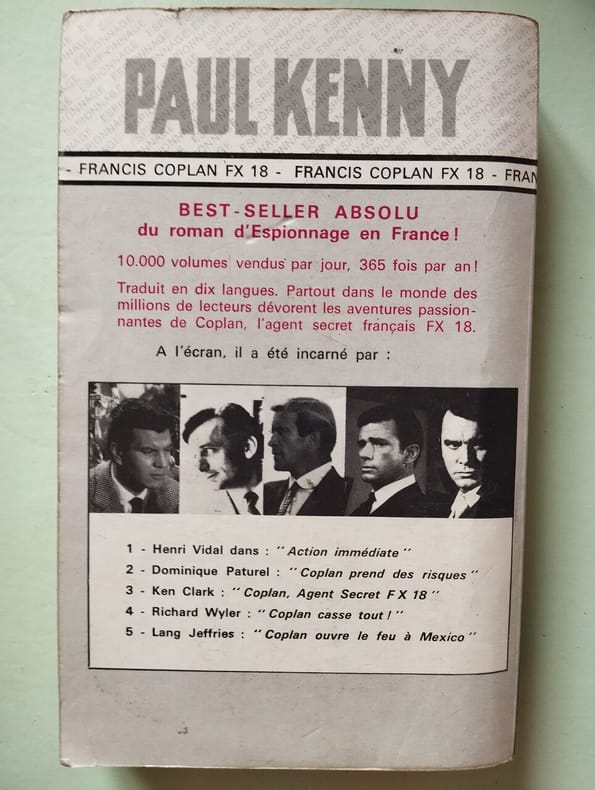 PAUL KENNY
- FRANCIS COPLAN FX 18 - FRANCIS COPLAN FX 18 - FRAN
BEST-SELLER ABSOLU
du roman d'Espionnage en France !
10.000 volumes vendus par jour, 365 fois par an !
Traduit en dix langues. Partout dans le monde des
millions de lecteurs dévorent les aventures passion-
nantes de Coplan, l'agent secret français FX 18.
A l'écran, il a été incarné par :
1 - Henri Vidal dans : "Action immédiate"
2 - Dominique Paturel : "Coplan prend des risques"
3 - Ken Clark : "Coplan, Agent Secret FX 18"
4 - Richard Wyler : "Coplan casse tout !"
5 - Lang Jeffries : "Coplan ouvre le feu à Mexico"